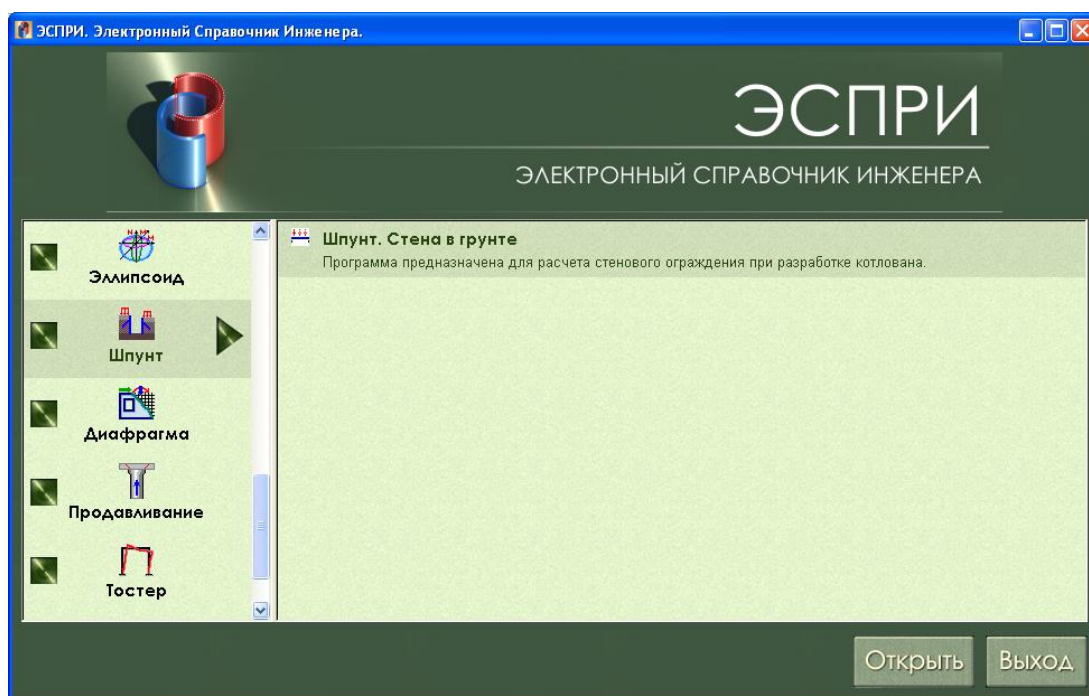 ЭСПРИ. Электронный Справочник Инженера.
ЭСПРИ
ЭЛЕКТРОННЫЙ СПРАВОЧНИК ИНЖЕНЕРА
Эллипсоид
Шпунт
Диафрагма
Продавливание
Тостер
Шпунт. Стена в грунте
Программа предназначена для расчета стенового ограждения при разработке котлована.
Открыть
Выход